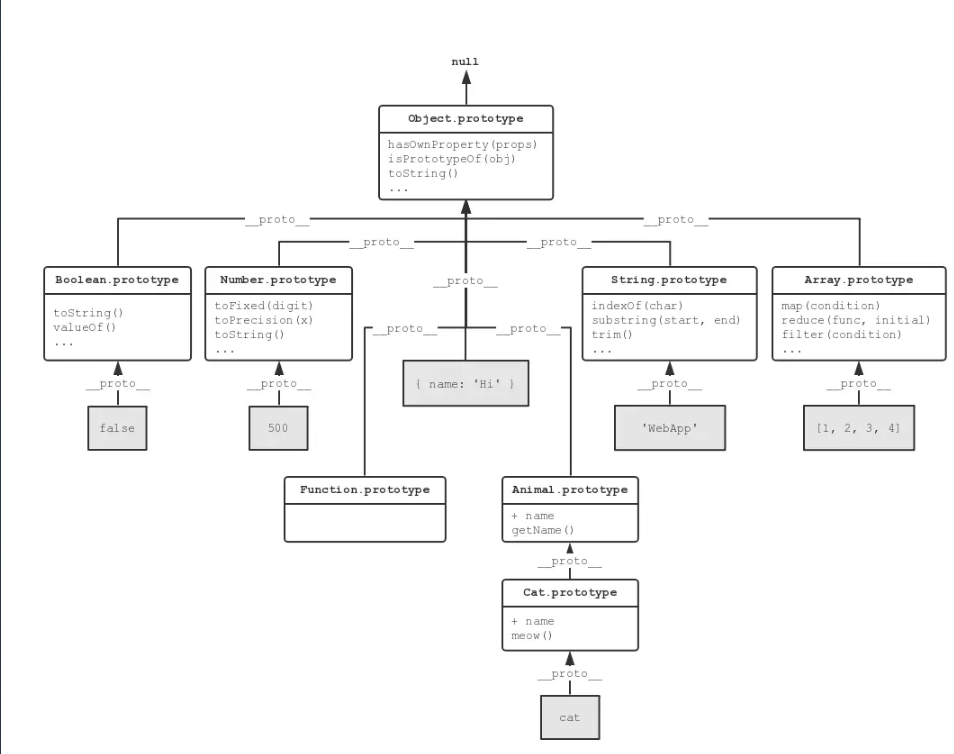 null
Object.prototype
hasOwnProperty(props)
isPrototypeOf(obj)
toString()
...
__proto__
__proto__
__proto__
__proto__
__proto__
Boolean.prototype
toString()
valueOf()
...
Number.prototype
toFixed(digit)
toPrecision(x)
toString()
...
String.prototype
indexOf(char)
substring(start, end)
trim()
...
Array.prototype
map(condition)
reduce(func, initial)
filter(condition)
...
__proto__
__proto__
{ name: 'Hi' }
__proto__
__proto__
__proto__
__proto__
false
500
'WebApp'
[1, 2, 3, 4]
Function.prototype
Animal.prototype
+ name
getName()
__proto__
Cat.prototype
+ name
meow()
__proto__
cat